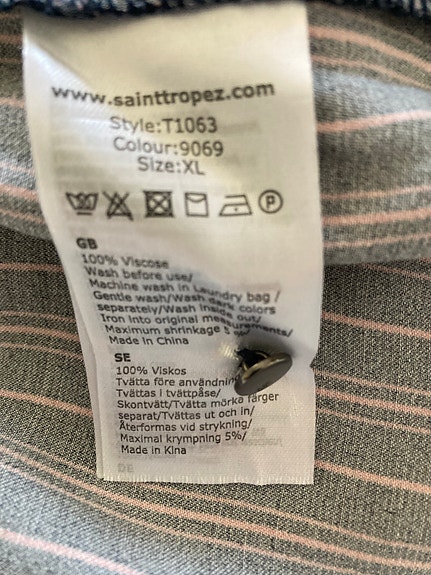 www.sainttropez.com
Style:T1063
Colour:9069
Size:XL
P
GB
100% Viscose
Wash before use/
Machine wash in Laundry bag /
Gentle wash/Wash dark colors
separately/Wash inside out/
Iron into original measurements/
Maximum shrinkage 5 %/
Made in China
SE
100% Viskos
Tvätta före användnin
Tvättas i tvättpåse/
Skontvätt/Tvätta mörka färger
separat/Tvättas ut och in/
Återformas vid strykning/
Maximal krympning 5%/
Made in Kina
DE